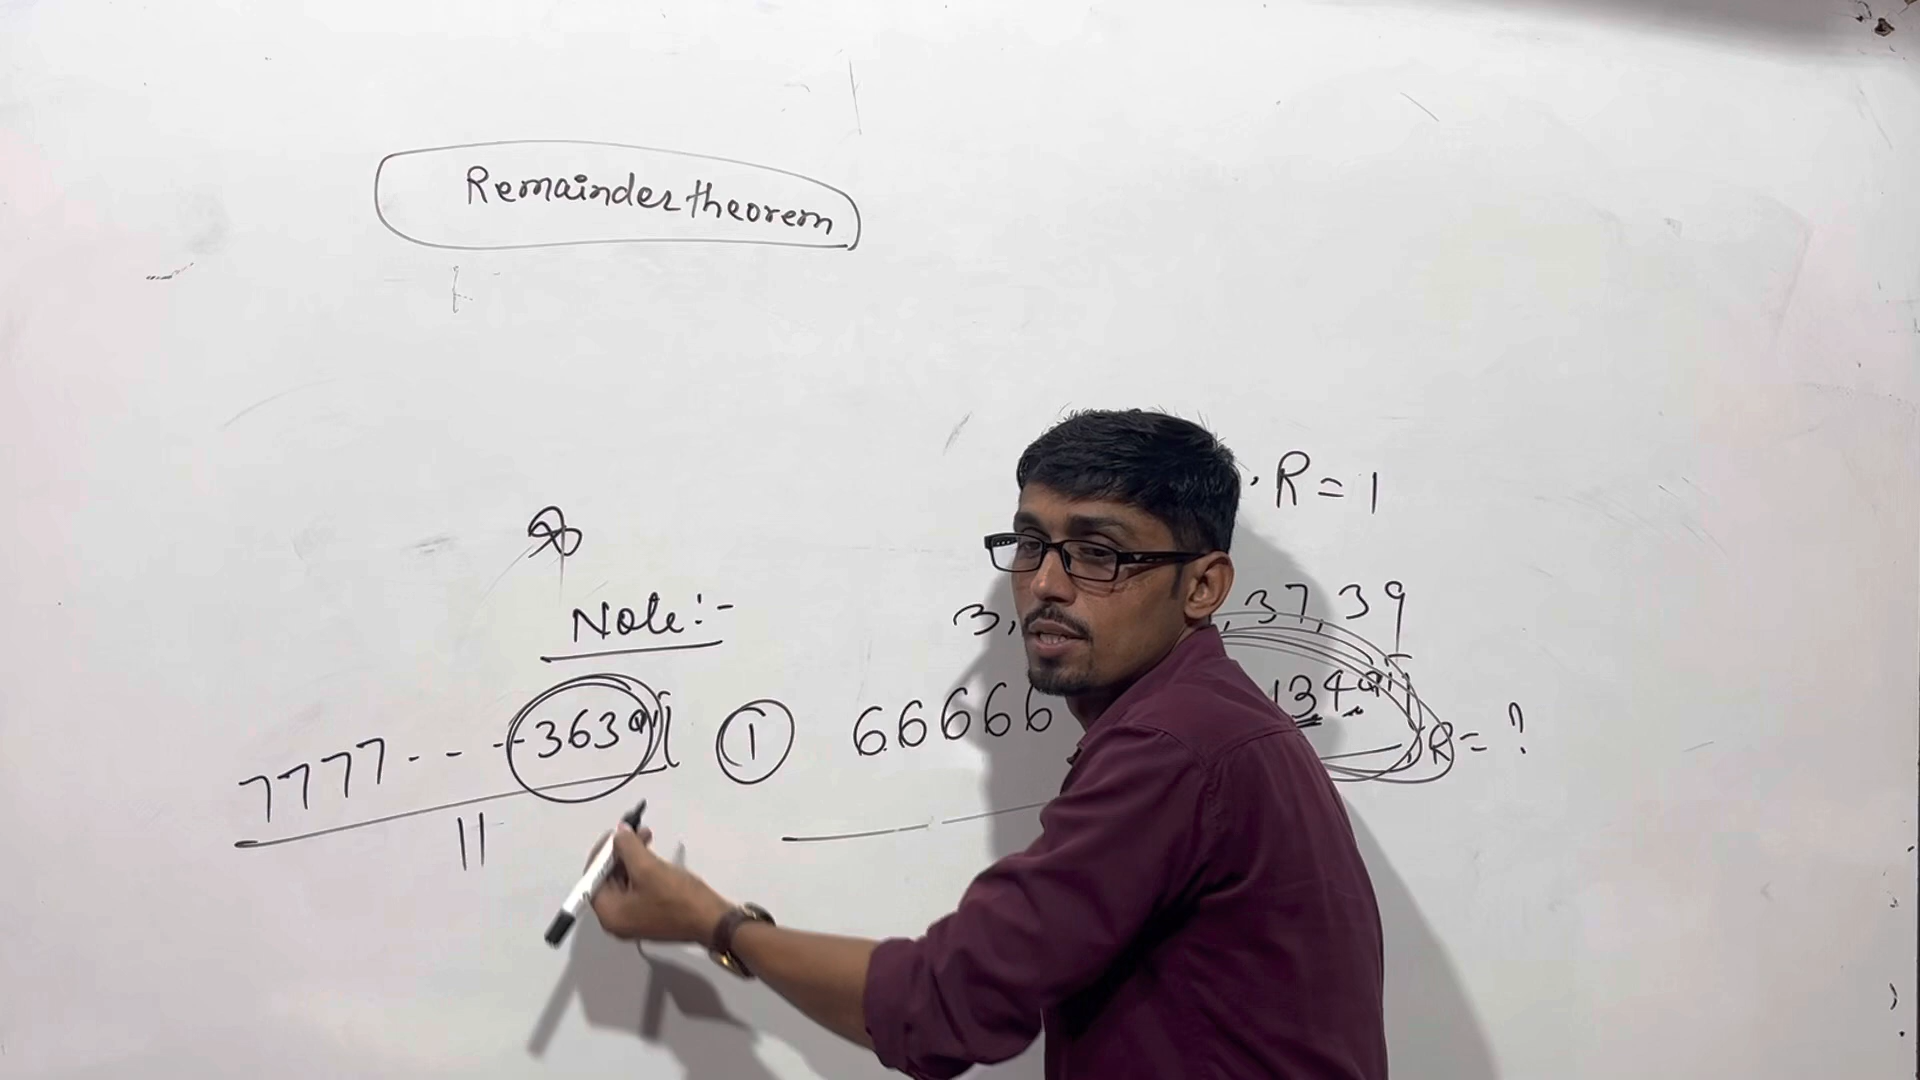 Remainder theorem
R = 1
Note:-
3, , 37, 39
7777 - - - 363 वा
11
1
66666 134 वा R = ?